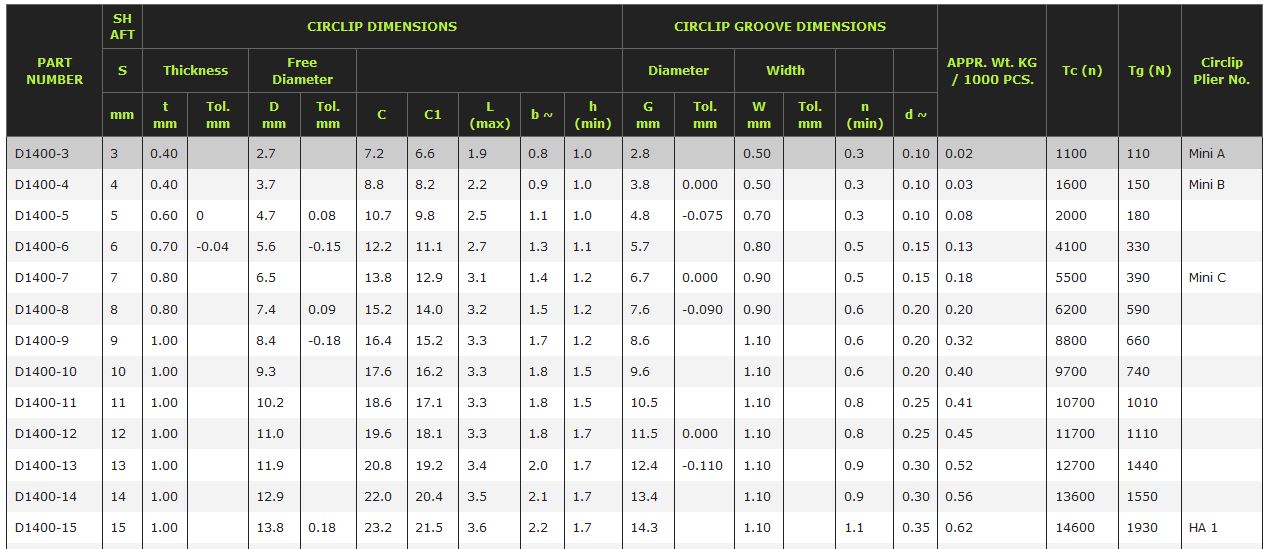 SH
AFT
CIRCLIP DIMENSIONS
CIRCLIP GROOVE DIMENSIONS
PART
NUMBER
S
Thickness
Free
Diameter
Diameter
Width
APPR. Wt. KG
/ 1000 PCS.
Tc (n)
Tg (N)
Circlip
Plier No.
mm
t
mm
Tol.
mm
D
mm
Tol.
mm
C
C1
L
(max)
b ~
h
(min)
G
mm
Tol.
mm
W
mm
Tol.
mm
n
(min)
d ~
D1400-3 3 0.40 2.7 7.2 6.6 1.9 0.8 1.0 2.8 0.50 0.3 0.10 0.02 1100 110 Mini A
D1400-4 4 0.40 3.7 8.8 8.2 2.2 0.9 1.0 3.8 0.000 0.50 0.3 0.10 0.03 1600 150 Mini B
D1400-5 5 0.60 0 4.7 0.08 10.7 9.8 2.5 1.1 1.0 4.8 -0.075 0.70 0.3 0.10 0.08 2000 180
D1400-6 6 0.70 -0.04 5.6 -0.15 12.2 11.1 2.7 1.3 1.1 5.7 0.80 0.5 0.15 0.13 4100 330
D1400-7 7 0.80 6.5 13.8 12.9 3.1 1.4 1.2 6.7 0.000 0.90 0.5 0.15 0.18 5500 390 Mini C
D1400-8 8 0.80 7.4 0.09 15.2 14.0 3.2 1.5 1.2 7.6 -0.090 0.90 0.6 0.20 0.20 6200 590
D1400-9 9 1.00 8.4 -0.18 16.4 15.2 3.3 1.7 1.2 8.6 1.10 0.6 0.20 0.32 8800 660
D1400-10 10 1.00 9.3 17.6 16.2 3.3 1.8 1.5 9.6 1.10 0.6 0.20 0.40 9700 740
D1400-11 11 1.00 10.2 18.6 17.1 3.3 1.8 1.5 10.5 1.10 0.8 0.25 0.41 10700 1010
D1400-12 12 1.00 11.0 19.6 18.1 3.3 1.8 1.7 11.5 0.000 1.10 0.8 0.25 0.45 11700 1110
D1400-13 13 1.00 11.9 20.8 19.2 3.4 2.0 1.7 12.4 -0.110 1.10 0.9 0.30 0.52 12700 1440
D1400-14 14 1.00 12.9 22.0 20.4 3.5 2.1 1.7 13.4 1.10 0.9 0.30 0.56 13600 1550
D1400-15 15 1.00 13.8 0.18 23.2 21.5 3.6 2.2 1.7 14.3 1.10 1.1 0.35 0.62 14600 1930 HA 1